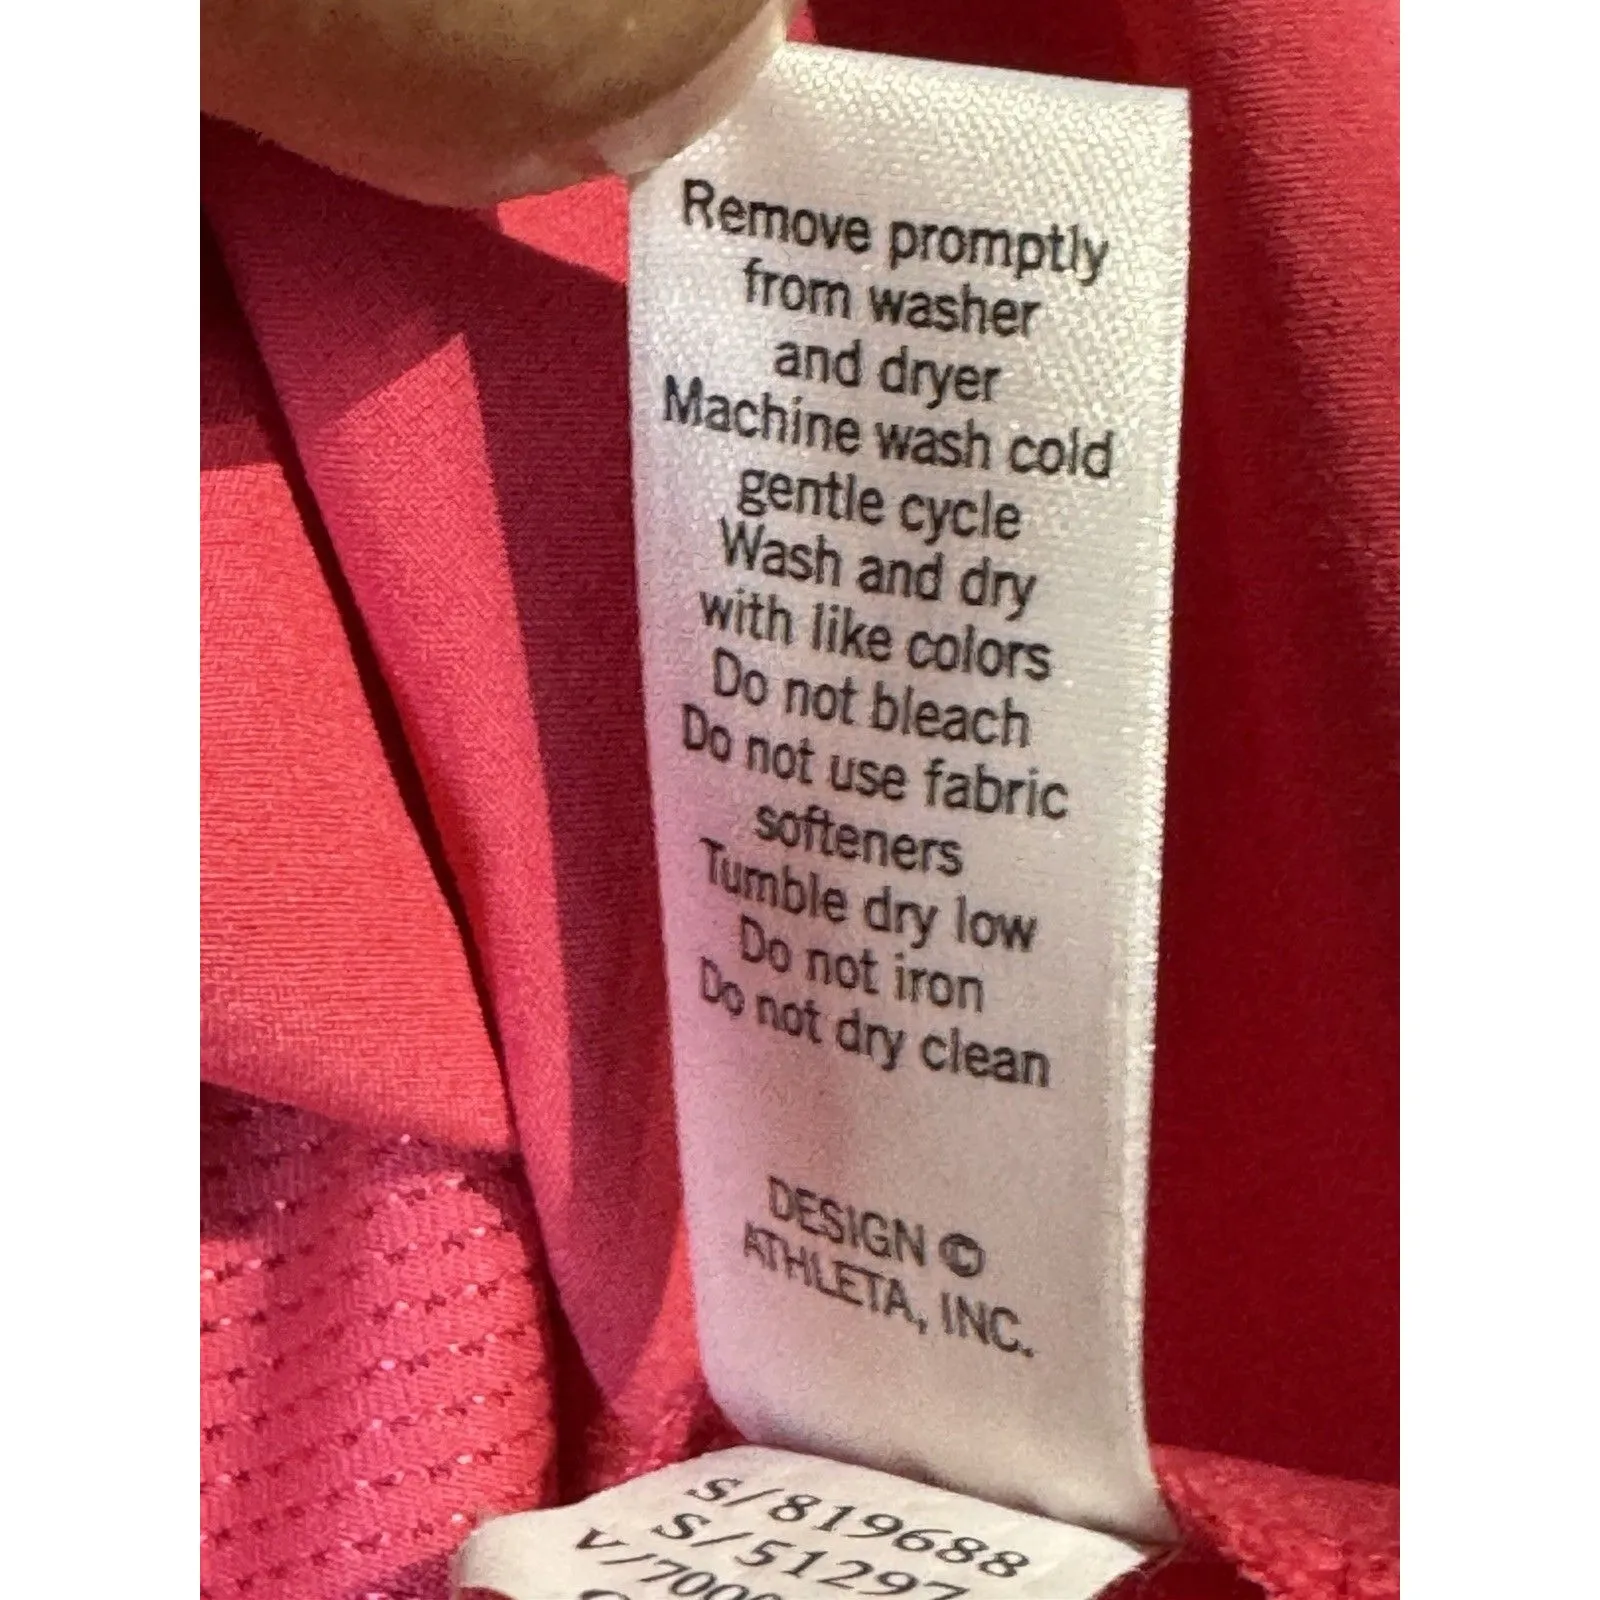 Remove promptly
from washer
and dryer
Machine wash cold
gentle cycle
Wash and dry
with like colors
Do not bleach
Do not use fabric
softeners
Tumble dry low
Do not iron
Do not dry clean
DESIGN ©
ATHLETA, INC.
S/819688
S/51297